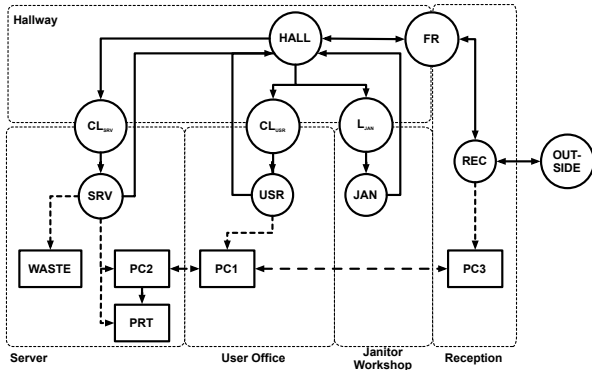 Hallway
HALL
FR
CLSRV
CLUSR
LJAN
REC
OUT-
SIDE
SRV
USR
JAN
WASTE
PC2
PC1
PC3
PRT
Server
User Office
Janitor
Workshop
Reception